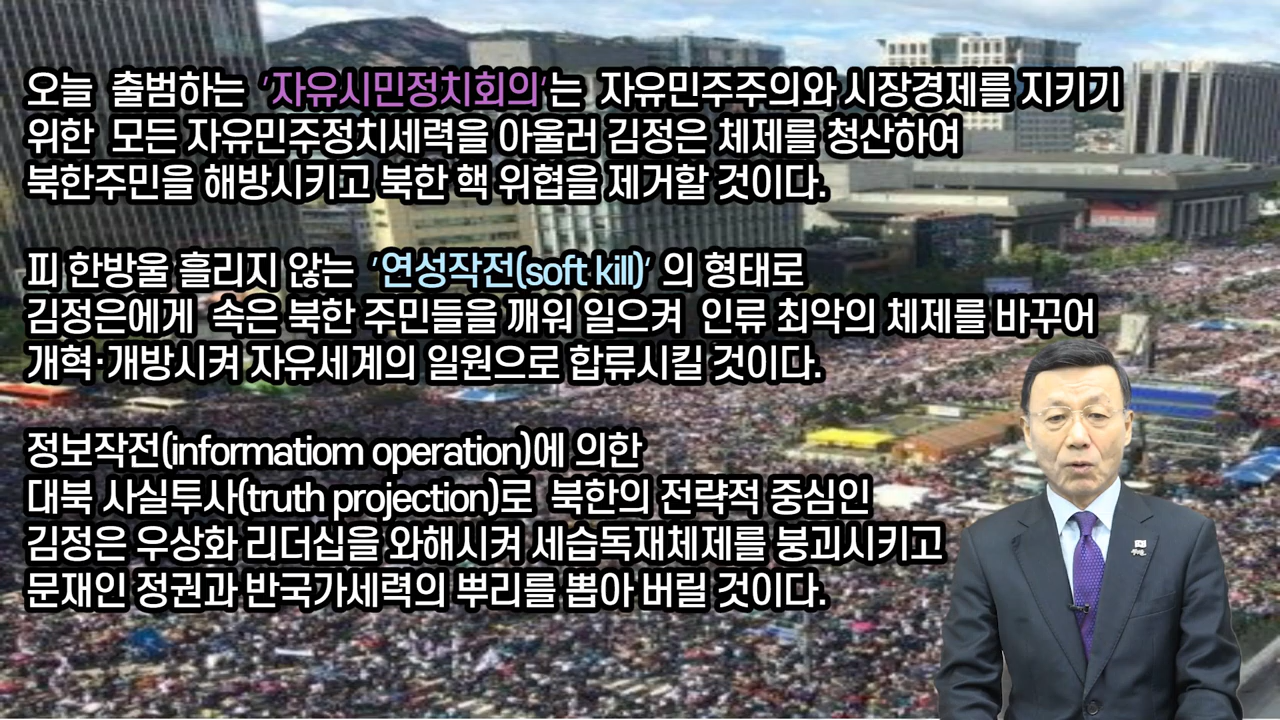 오늘 출범하는 '자유시민정치회의'는 자유민주주의와 시장경제를 지키기
위한 모든 자유민주정치세력을 아울러 김정은 체제를 청산하여
북한주민을 해방시키고 북한 핵 위협을 제거할 것이다.
피 한방울 흘리지 않는 '연성작전(soft kill)' 의 형태로
김정은에게 속은 북한 주민들을 깨워 일으켜 인류 최악의 체제를 바꾸어
개혁·개방시켜 자유세계의 일원으로 합류시킬 것이다.
정보작전(informatiom operation)에 의한
대북 사실투사(truth projection)로 북한의 전략적 중심인
김정은 우상화 리더십을 와해시켜 세습독재체제를 붕괴시키고
문재인 정권과 반국가세력의 뿌리를 뽑아 버릴 것이다.